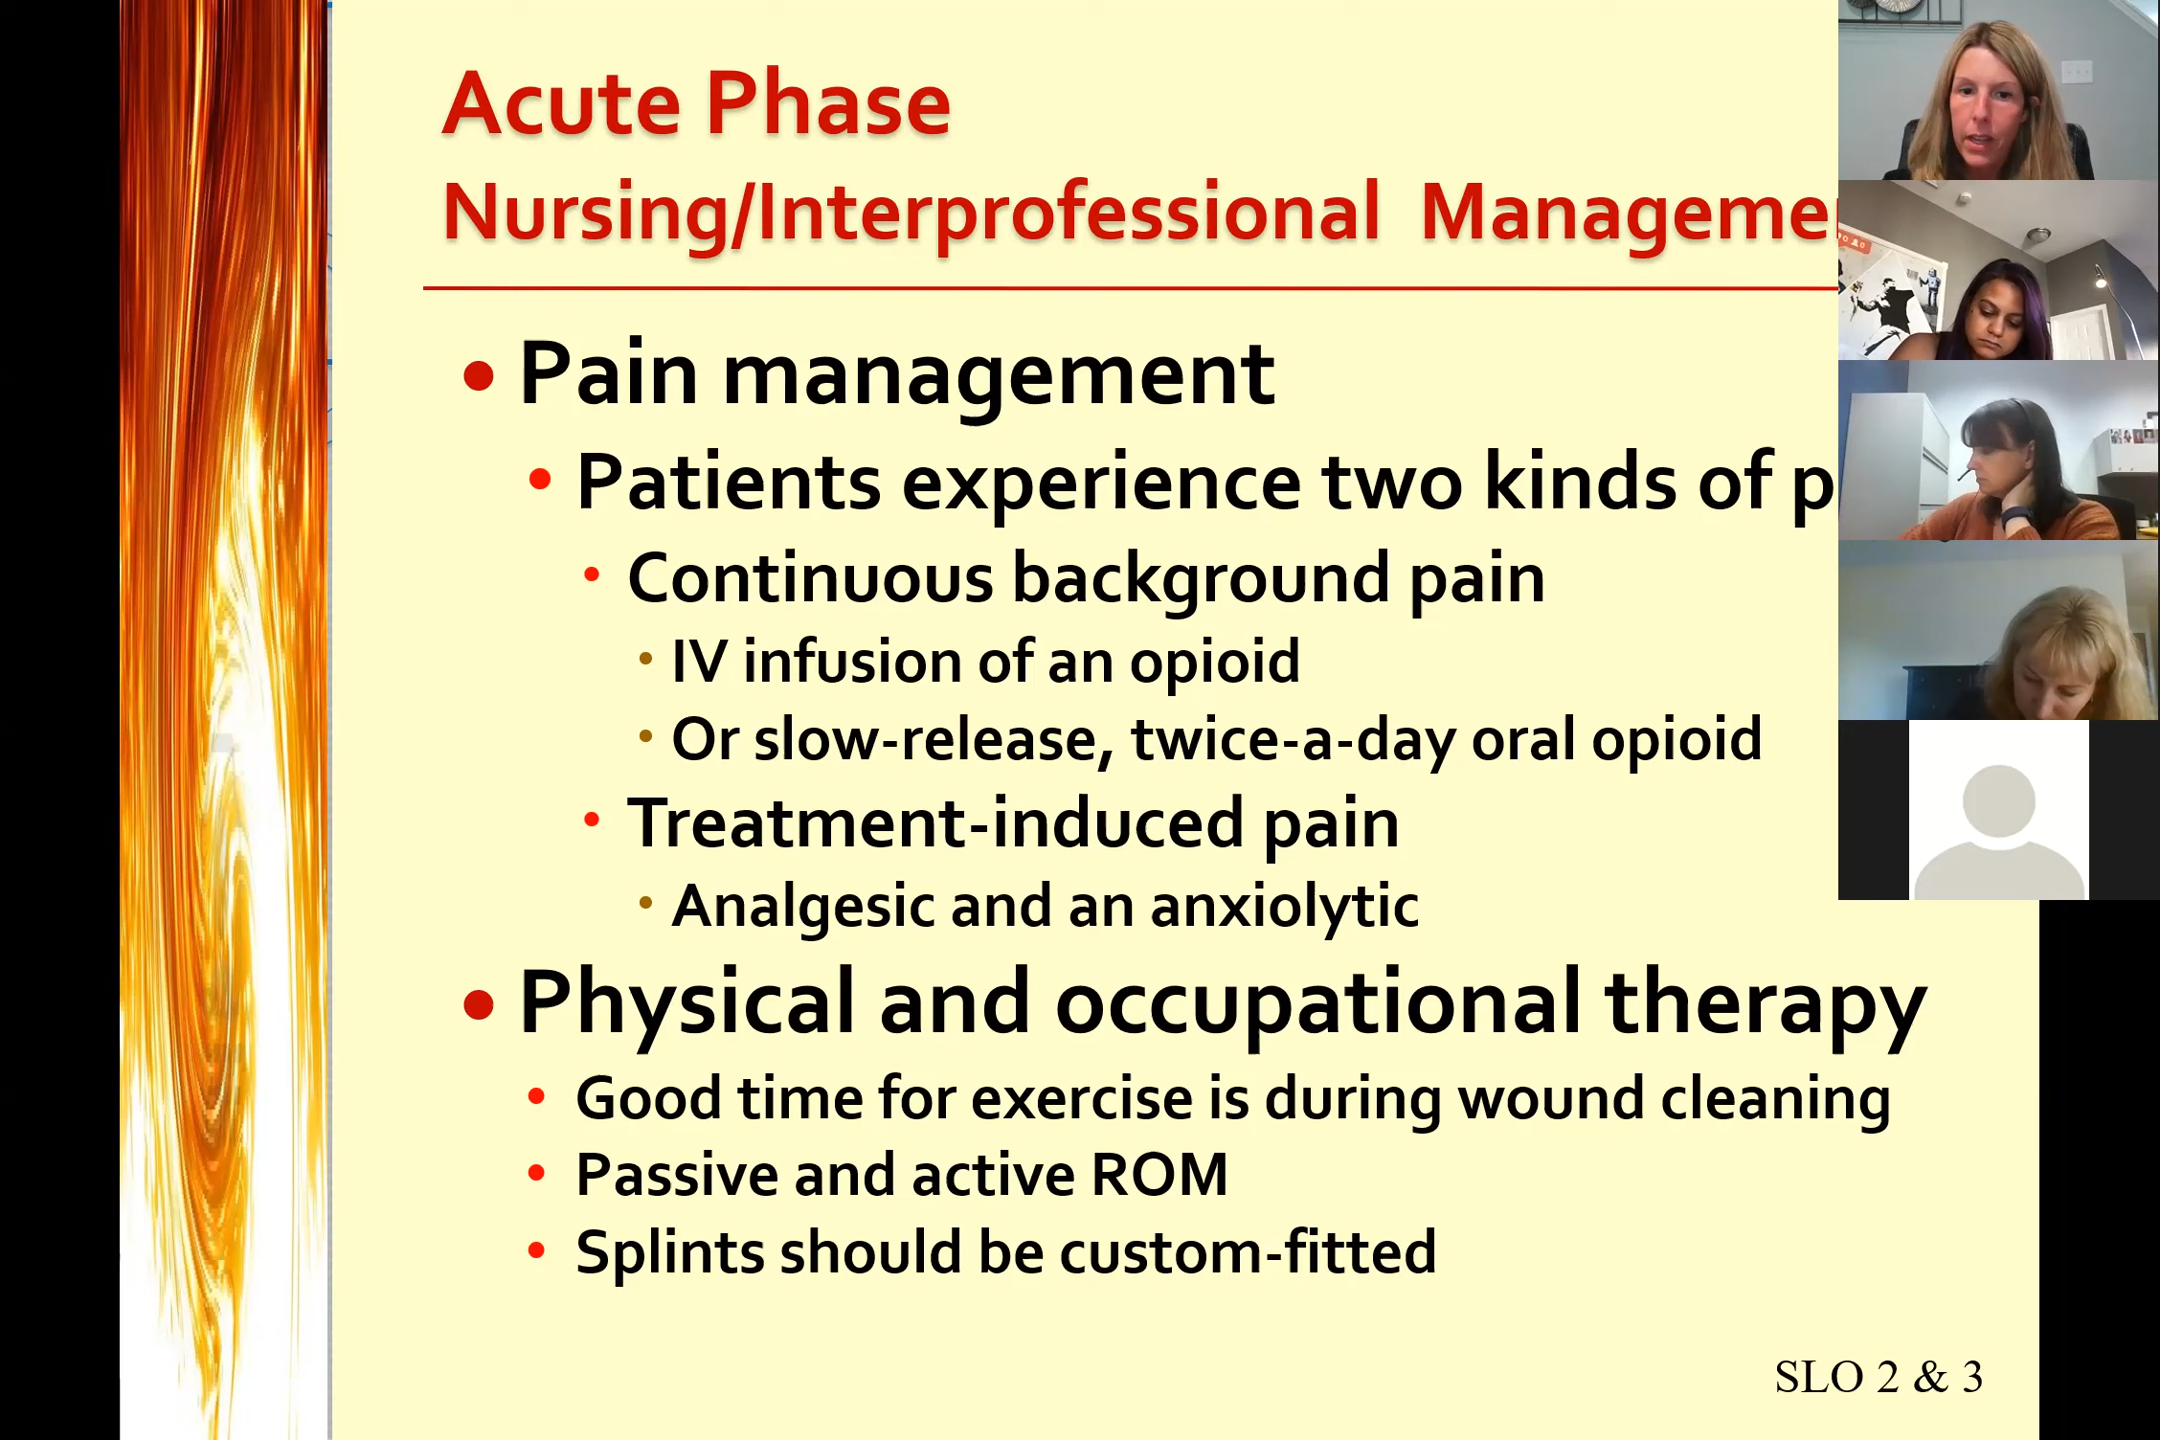 Acute Phase
Nursing/Interprofessional Manageme
• Pain management
• Patients experience two kinds of p
• Continuous background pain
• IV infusion of an opioid
• Or slow-release, twice-a-day oral opioid
• Treatment-induced pain
• Analgesic and an anxiolytic
• Physical and occupational therapy
• Good time for exercise is during wound cleaning
• Passive and active ROM
• Splints should be custom-fitted
SLO 2 & 3